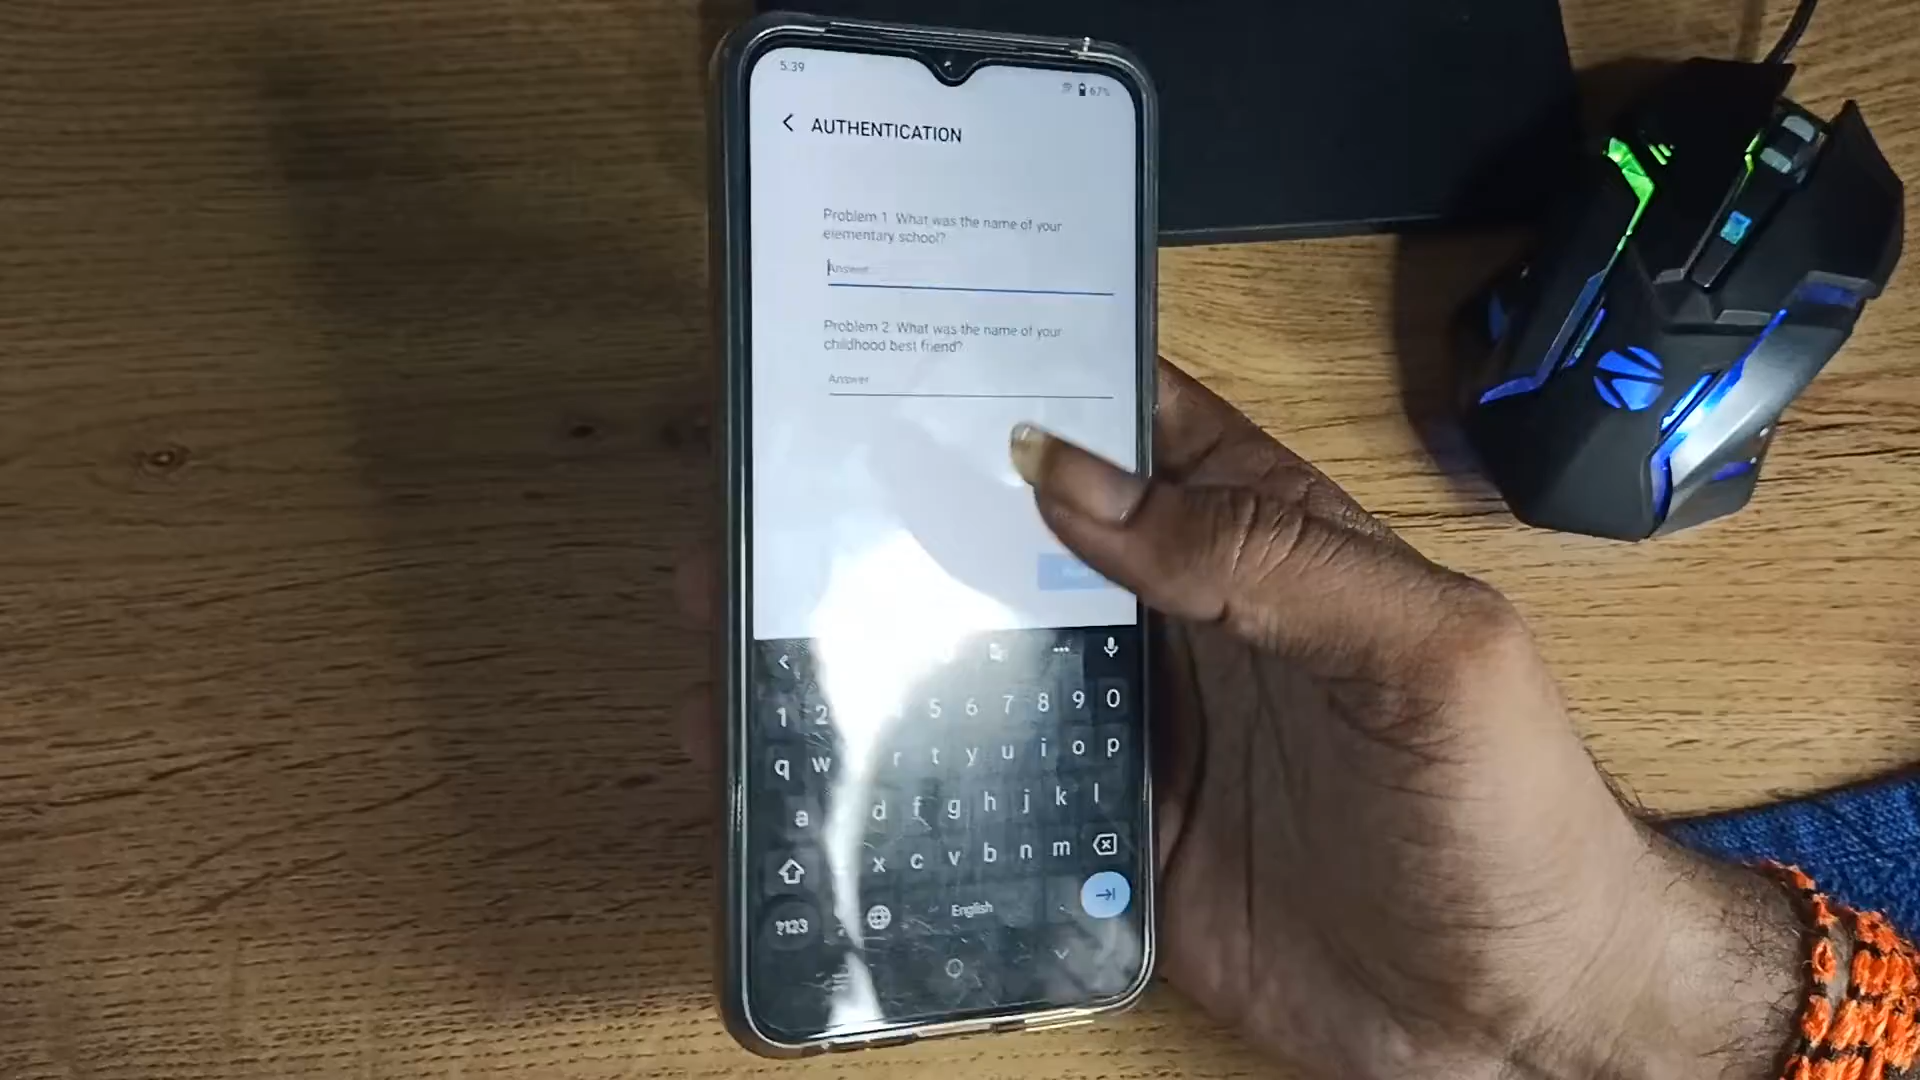 5:39
67%
AUTHENTICATION
Problem 1: What was the name of your
elementary school?
Answer
Problem 2: What was the name of your
childhood best friend?
Answer
1 2 5 6 7 8 9 0
q w r t y u i o p
a d f g h j k l
x c v b n m
?123 English